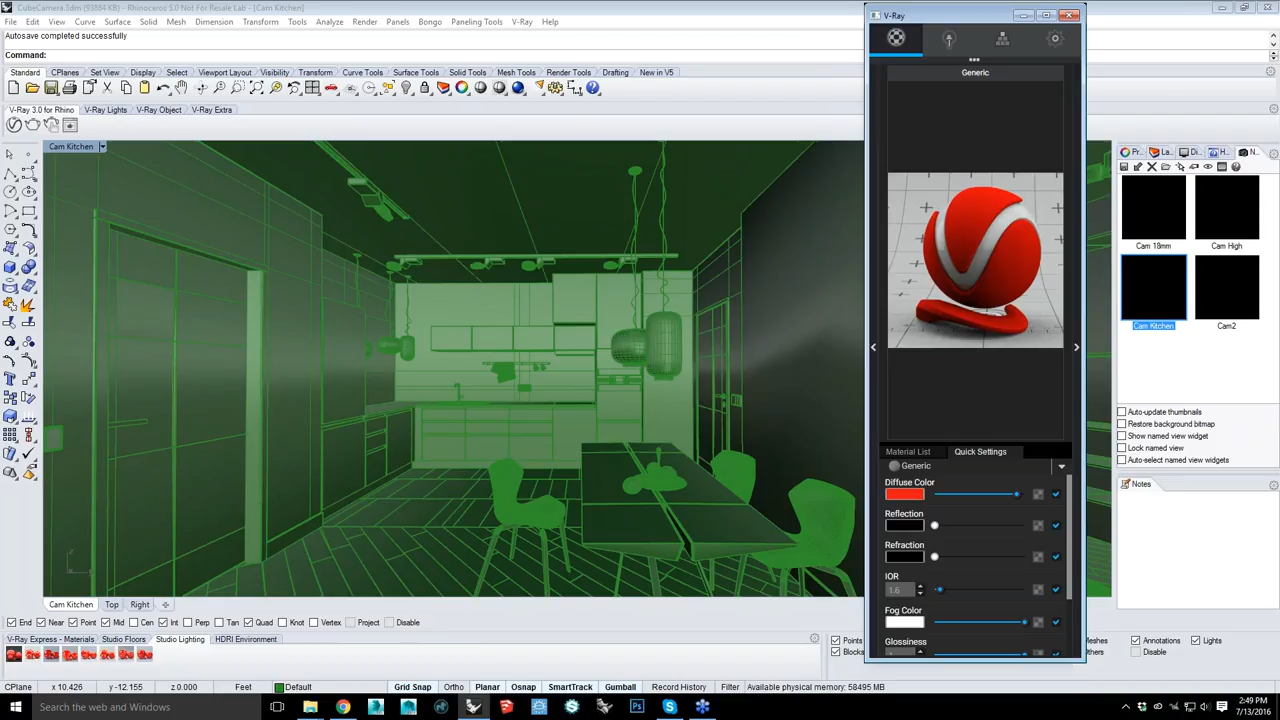 CubeCamera.3dm (93884 KB) - Rhinoceros 5.0 Not For Resale Lab - [Cam Kitchen]
File Edit View Curve Surface Solid Mesh Dimension Transform Tools Analyze Render Panels Bongo Paneling Tools V-Ray Help
Autosave completed successfully
Command:
Standard CPlanes Set View Display Select Viewport Layout Visibility Transform Curve Tools Surface Tools Solid Tools Mesh Tools Render Tools Drafting New in V5
V-Ray 3.0 for Rhino V-Ray Lights V-Ray Object V-Ray Extra
Cam Kitchen
V-Ray
Generic
Material List Quick Settings
Generic
Diffuse Color
Reflection
Refraction
IOR
1.6
Fog Color
Glossiness
Pr... La... Di... H... N...
Cam 18mm Cam High
Cam Kitchen Cam2
Auto-update thumbnails
Restore background bitmap
Show named view widget
Lock named view
Auto-select named view widgets
Notes
Cam Kitchen Top Right
End Near Point Mid Cen Int Perp Tan Quad Knot Vertex Project Disable
V-Ray Express - Materials Studio Floors Studio Lighting HDRI Environment
Points
Blocks
Meshes Annotations Lights
Others Disable
CPlane x 10.426 y -12.155 z 0.000 Feet Default Grid Snap Ortho Planar Osnap SmartTrack Gumball Record History Filter Available physical memory: 58495 MB
Search the web and Windows
2:49 PM
7/13/2016